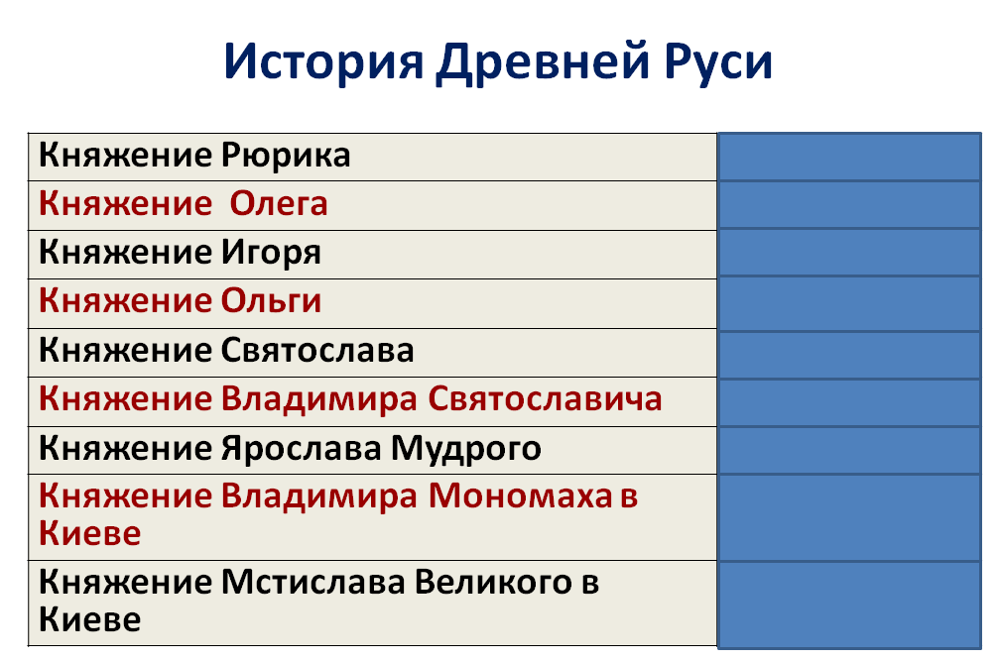 История Древней Руси
Княжение Рюрика
Княжение Олега
Княжение Игоря
Княжение Ольги
Княжение Святослава
Княжение Владимира Святославича
Княжение Ярослава Мудрого
Княжение Владимира Мономаха в
Киеве
Княжение Мстислава Великого в
Киеве